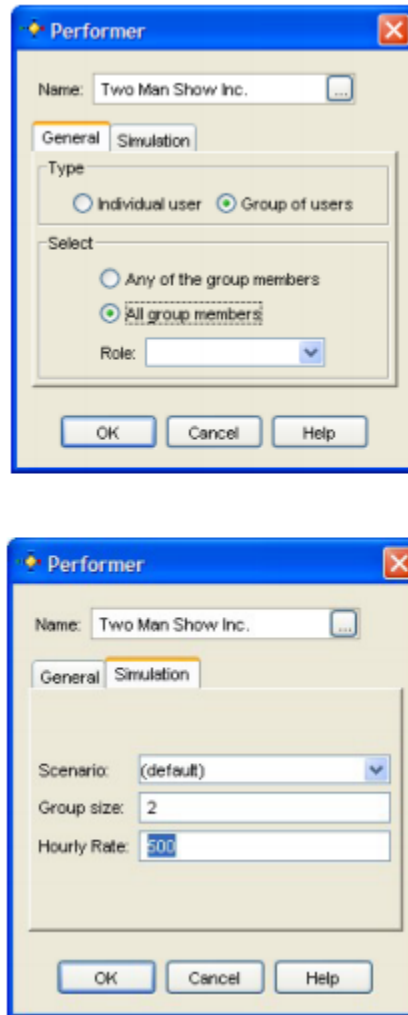 Performer
Name: Two Man Show Inc. ...
General Simulation
Type
Individual user Group of users
Select
Any of the group members
All group members
Role:
OK Cancel Help
Performer
Name: Two Man Show Inc. ...
General Simulation
Scenario: (default)
Group size: 2
Hourly Rate: 500
OK Cancel Help